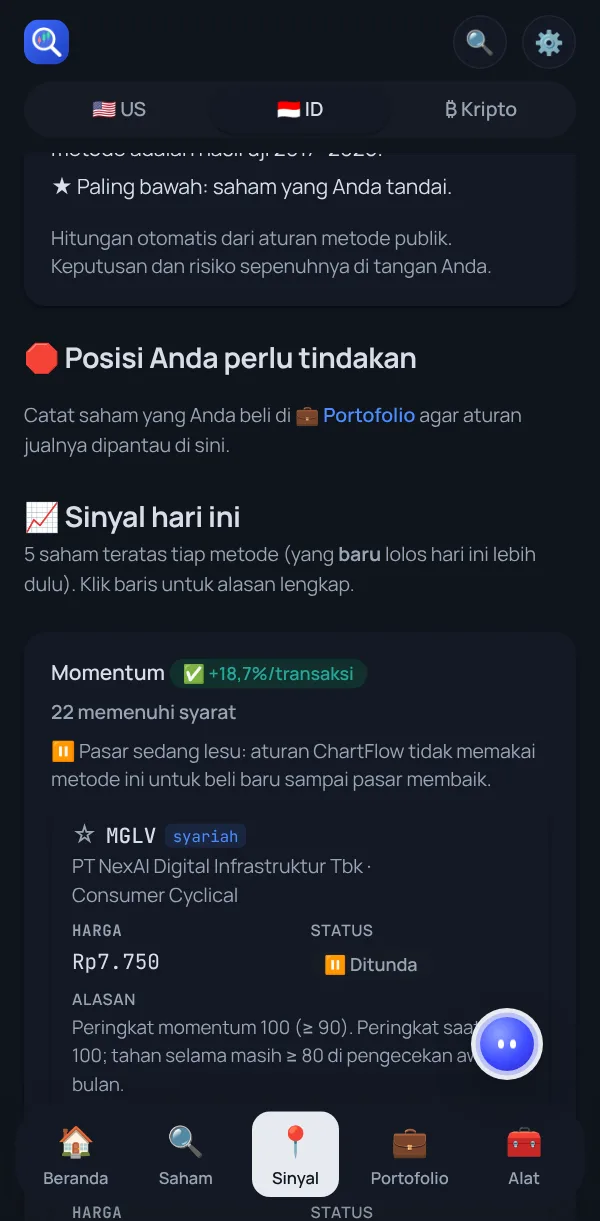 US
ID
Kripto
★ Paling bawah: saham yang Anda tandai.
Hitungan otomatis dari aturan metode publik.
Keputusan dan risiko sepenuhnya di tangan Anda.
Posisi Anda perlu tindakan
Catat saham yang Anda beli di 💼 Portofolio agar aturan
jualnya dipantau di sini.
Sinyal hari ini
5 saham teratas tiap metode (yang baru lolos hari ini lebih
dulu). Klik baris untuk alasan lengkap.
Momentum ✅ +18,7%/transaksi
22 memenuhi syarat
⏸️ Pasar sedang lesu: aturan ChartFlow tidak memakai
metode ini untuk beli baru sampai pasar membaik.
☆ MGLV syariah
PT NexAI Digital Infrastruktur Tbk ·
Consumer Cyclical
HARGA
STATUS
Rp7.750
⏸️ Ditunda
ALASAN
Peringkat momentum 100 (≥ 90). Peringkat
100; tahan selama masih ≥ 80 di pengecekan
bulan.
Beranda
Saham
Sinyal
Portofolio
Alat
HARGA
STATUS